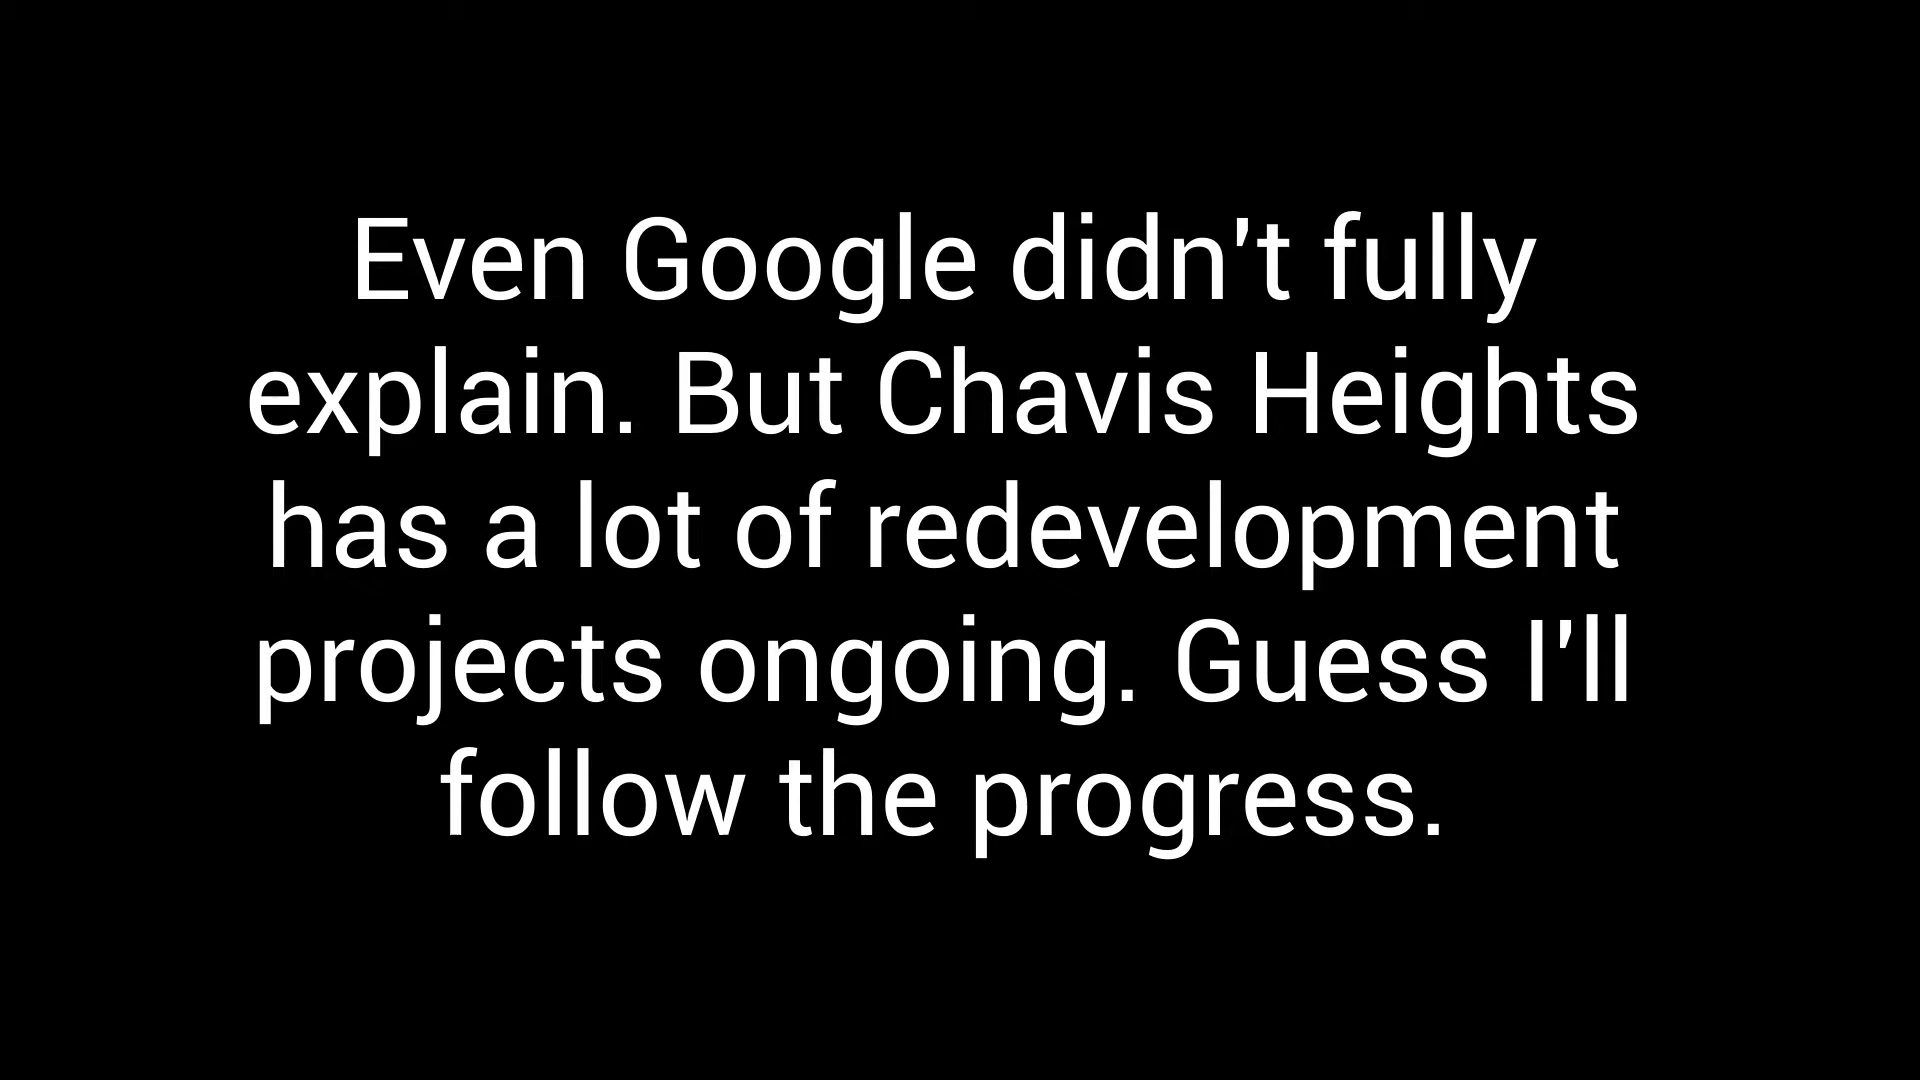 Even Google didn't fully
explain. But Chavis Heights
has a lot of redevelopment
projects ongoing. Guess I'll
follow the progress.